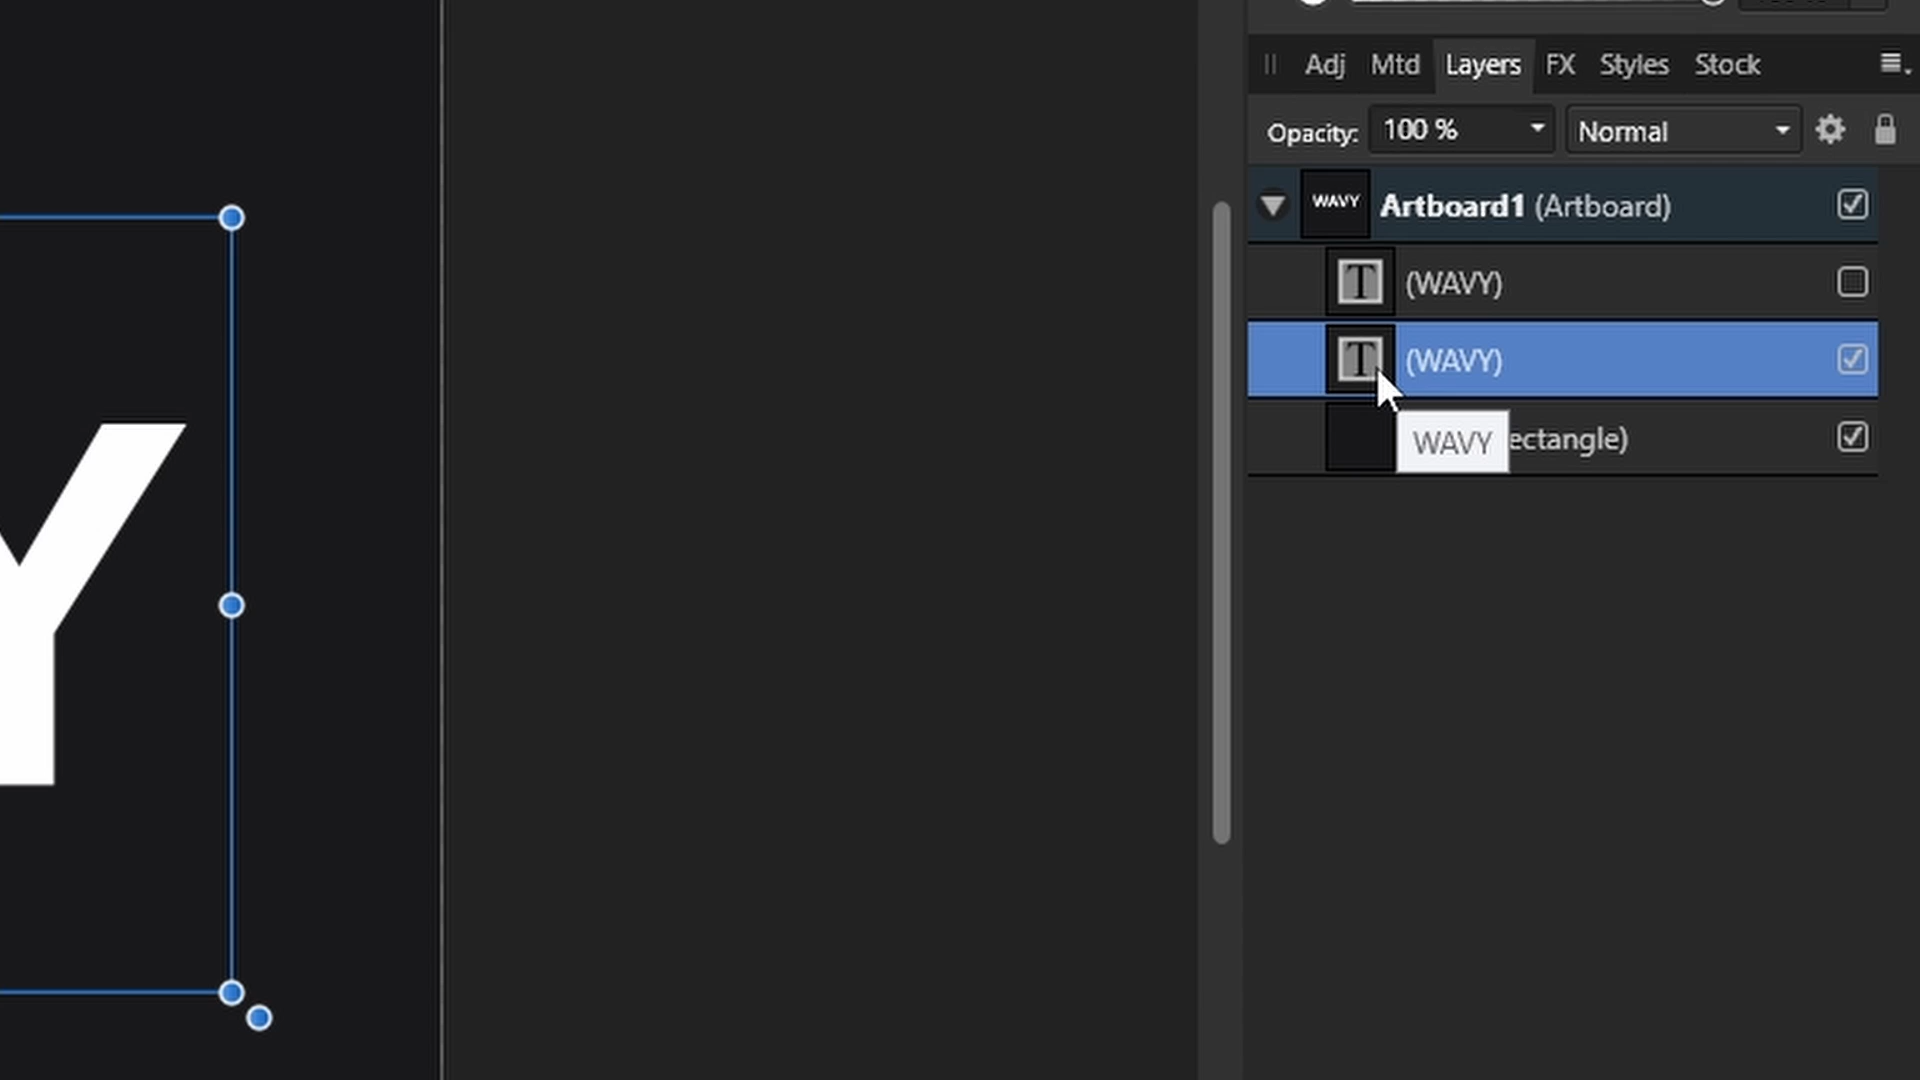 Adj Mtd Layers FX Styles Stock
Opacity: 100 % Normal
WAVY Artboard1 (Artboard)
T (WAVY)
T (WAVY)
WAVY ectangle)
Y